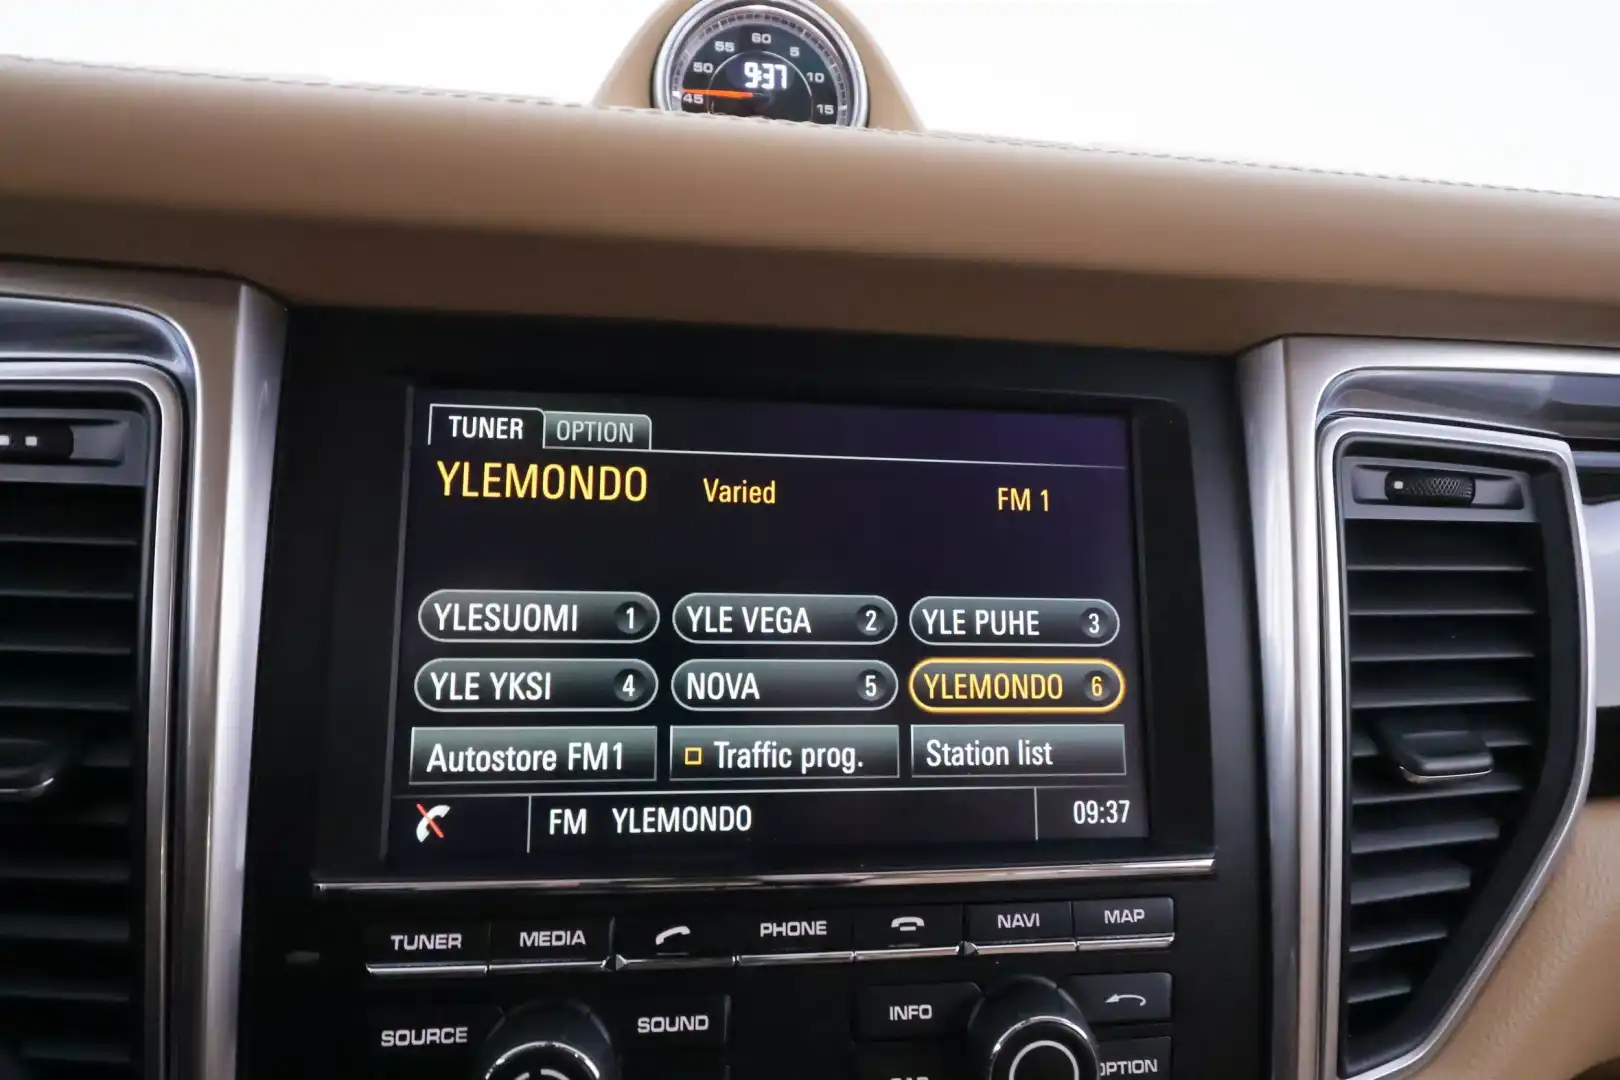 55 60 5
50 9:37 10
45 15
TUNER OPTION
YLEMONDO Varied FM 1
YLESUOMI 1 YLE VEGA 2 YLE PUHE 3
YLE YKSI 4 NOVA 5 YLEMONDO 6
Autostore FM1 Traffic prog. Station list
FM YLEMONDO 09:37
TUNER MEDIA PHONE NAVI MAP
SOURCE SOUND INFO
OPTION